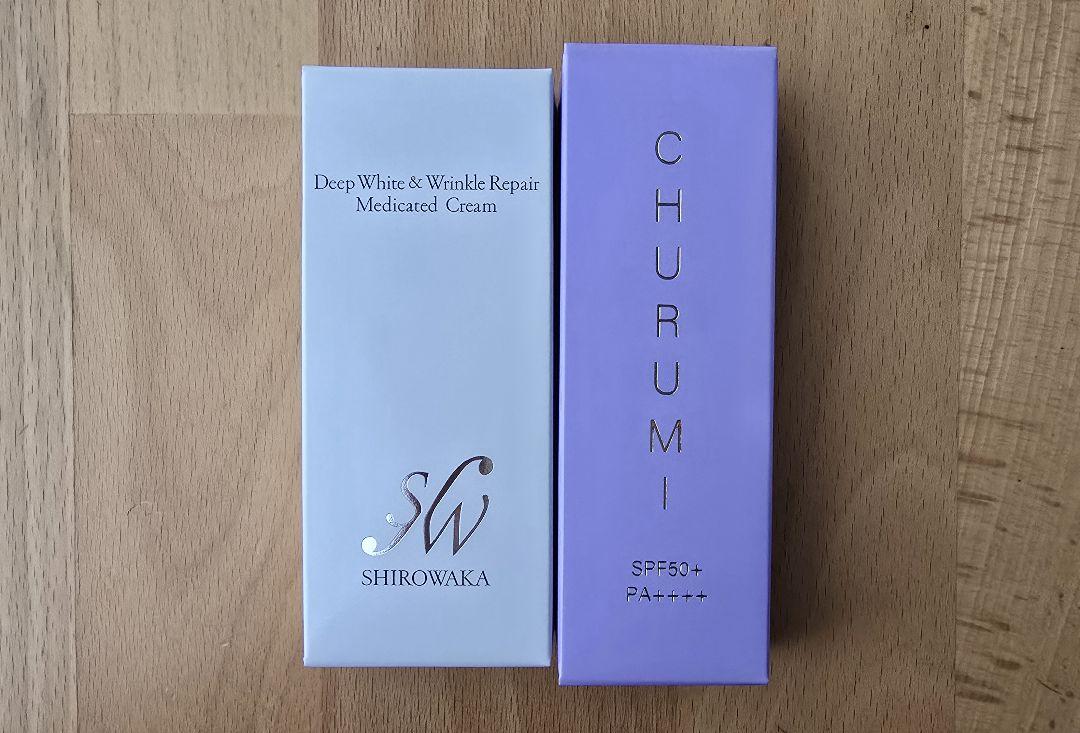 Deep White & Wrinkle Repair
Medicated Cream
SW
SHIROWAKA
CHURUMI
SPF50+
PA++++